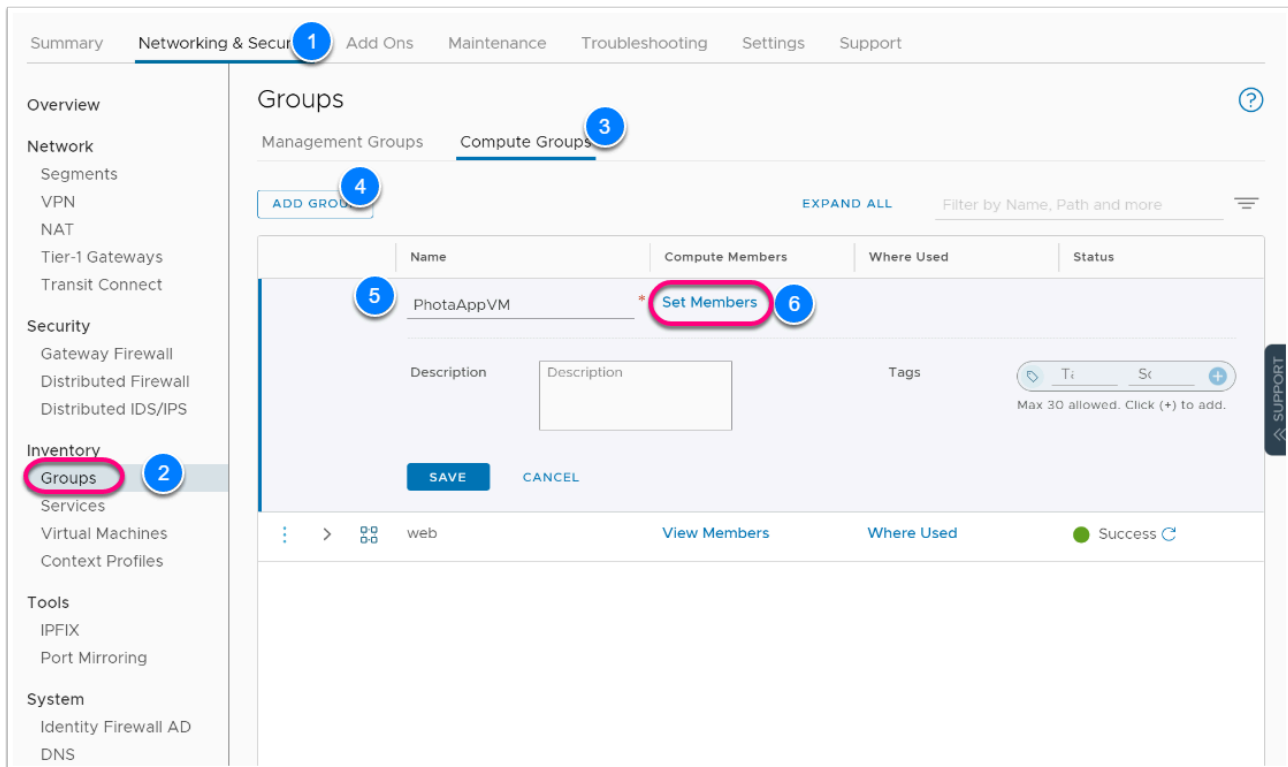 Summary Networking & Secur 1 Add Ons Maintenance Troubleshooting Settings Support
Overview
Network
Segments
VPN
NAT
Tier-1 Gateways
Transit Connect
Security
Gateway Firewall
Distributed Firewall
Distributed IDS/IPS
Inventory
Groups 2
Services
Virtual Machines
Context Profiles
Tools
IPFIX
Port Mirroring
System
Identity Firewall AD
DNS
Groups ?
Management Groups Compute Groups 3
4
ADD GROU EXPAND ALL Filter by Name, Path and more
Name Compute Members Where Used Status
5 PhotaAppVM * Set Members 6
Description Description Tags Ta Sc
Max 30 allowed. Click (+) to add.
SAVE CANCEL
web View Members Where Used Success
SUPPORT